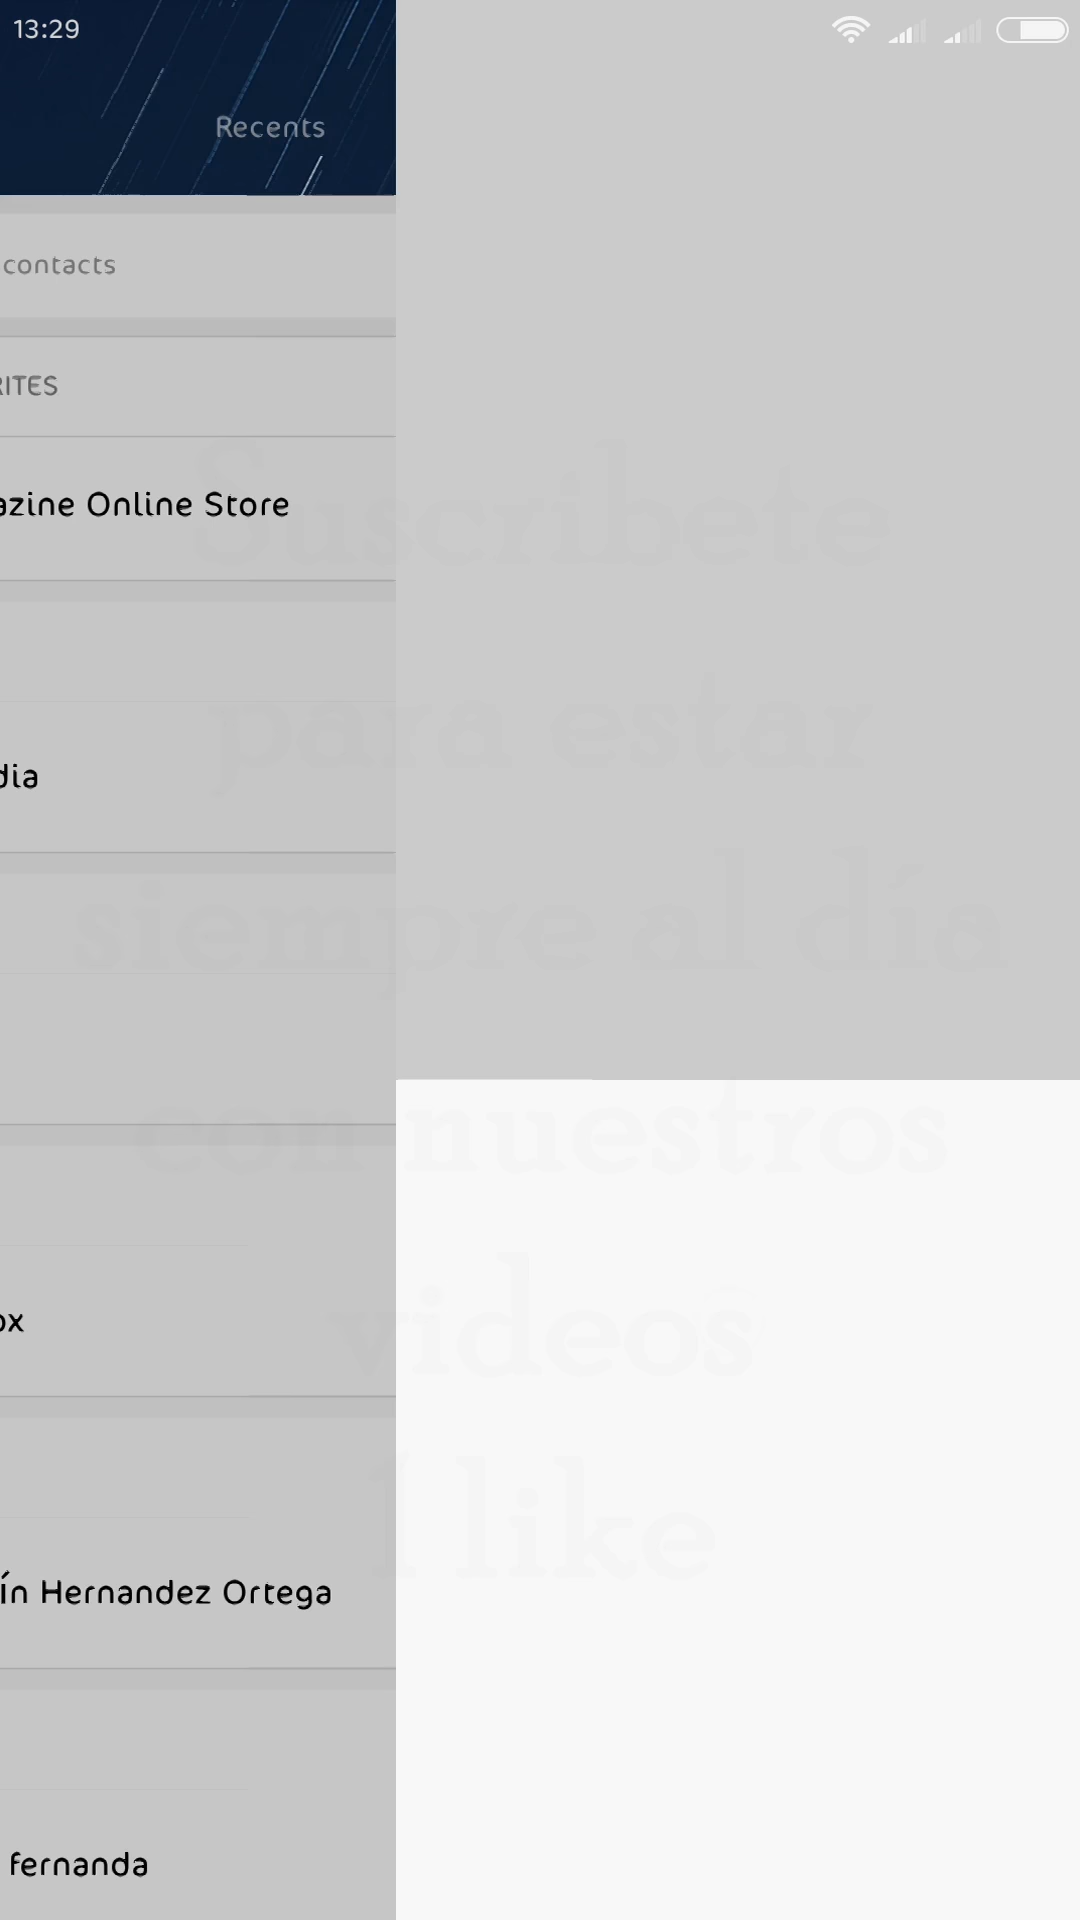 13:29
Recents
contacts
RITES
azine Online Store
Suscribete
para estar
dia
siempre al día
con nuestros
ox
videos
1 like
ín Hernandez Ortega
fernanda